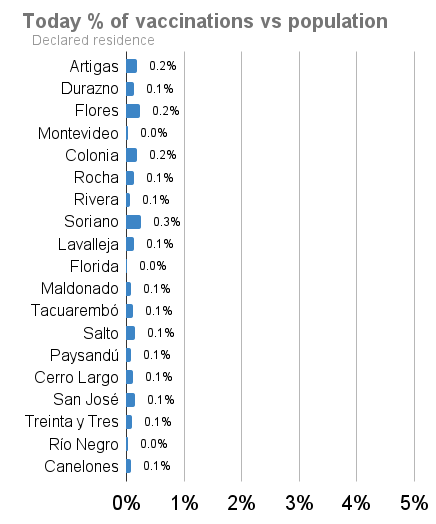 Today % of vaccinations vs population
Declared residence
Artigas 0.2%
Durazno 0.1%
Flores 0.2%
Montevideo 0.0%
Colonia 0.2%
Rocha 0.1%
Rivera 0.1%
Soriano 0.3%
Lavalleja 0.1%
Florida 0.0%
Maldonado 0.1%
Tacuarembó 0.1%
Salto 0.1%
Paysandú 0.1%
Cerro Largo 0.1%
San José 0.1%
Treinta y Tres 0.1%
Río Negro 0.0%
Canelones 0.1%
0% 1% 2% 3% 4% 5%